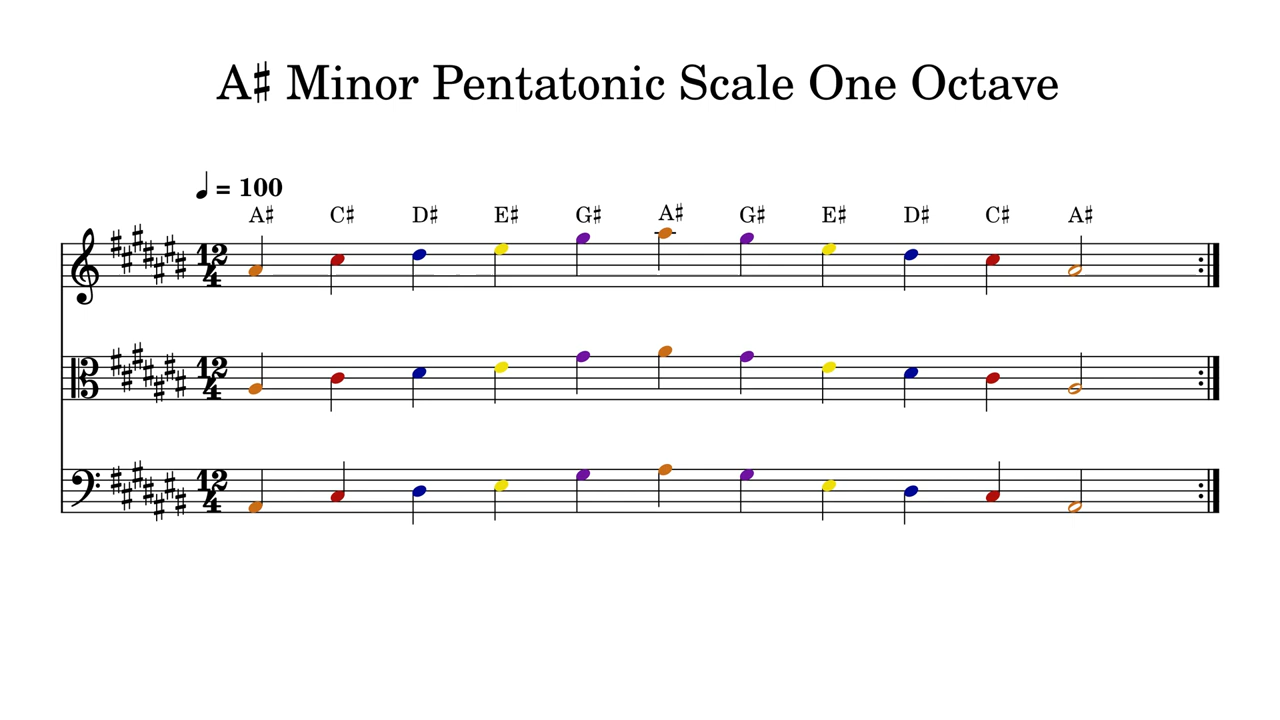 A♯ Minor Pentatonic Scale One Octave
♩ = 100
A♯ C♯ D♯ E♯ G♯ A♯ G♯ E♯ D♯ C♯ A♯
12
4
12
4
12
4